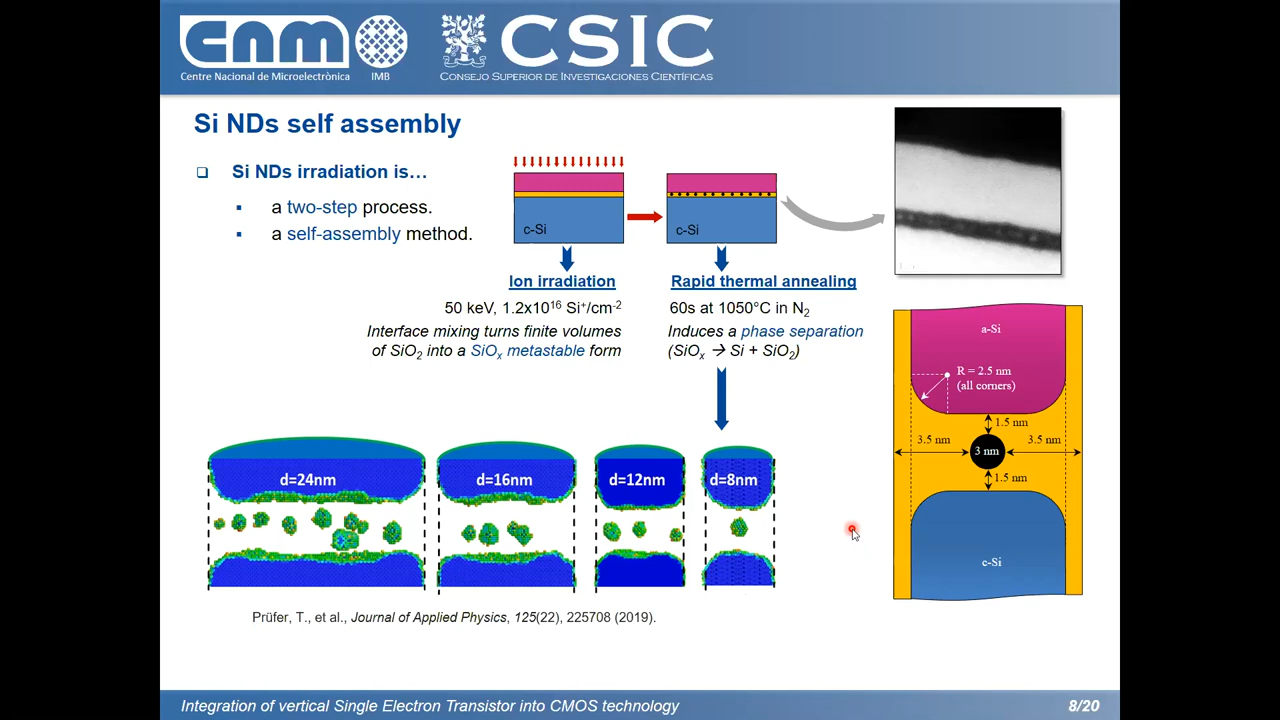 cnm
Centre Nacional de Microelectrònica IMB
CSIC
CONSEJO SUPERIOR DE INVESTIGACIONES CIENTÍFICAS
Si NDs self assembly
Si NDs irradiation is…
a two-step process.
a self-assembly method.
c-Si
c-Si
Ion irradiation
50 keV, 1.2x10¹⁶ Si⁺/cm⁻²
Interface mixing turns finite volumes
of SiO₂ into a SiOₓ metastable form
Rapid thermal annealing
60s at 1050°C in N₂
Induces a phase separation
(SiOₓ → Si + SiO₂)
a-Si
R = 2.5 nm
(all corners)
1.5 nm
3.5 nm
3 nm
3.5 nm
1.5 nm
c-Si
d=24nm
d=16nm
d=12nm
d=8nm
Prüfer, T., et al., Journal of Applied Physics, 125(22), 225708 (2019).
Integration of vertical Single Electron Transistor into CMOS technology
8/20